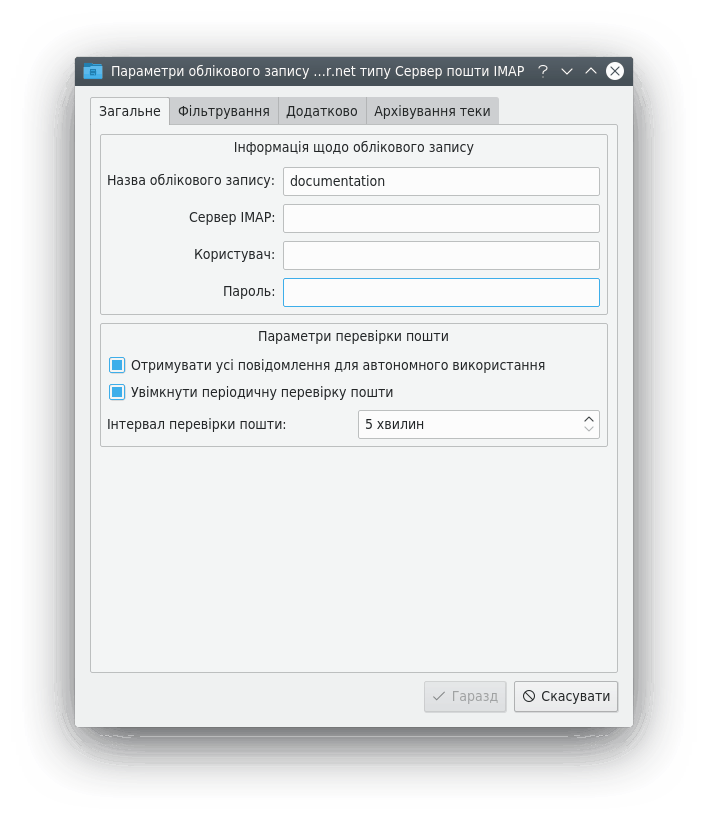 Параметри облікового запису ...r.net типу Сервер пошти IMAP ?
Загальне Фільтрування Додатково Архівування теки
Інформація щодо облікового запису
Назва облікового запису: documentation
Сервер IMAP:
Користувач:
Пароль:
Параметри перевірки пошти
Отримувати усі повідомлення для автономного використання
Увімкнути періодичну перевірку пошти
Інтервал перевірки пошти: 5 хвилин
Гаразд Скасувати